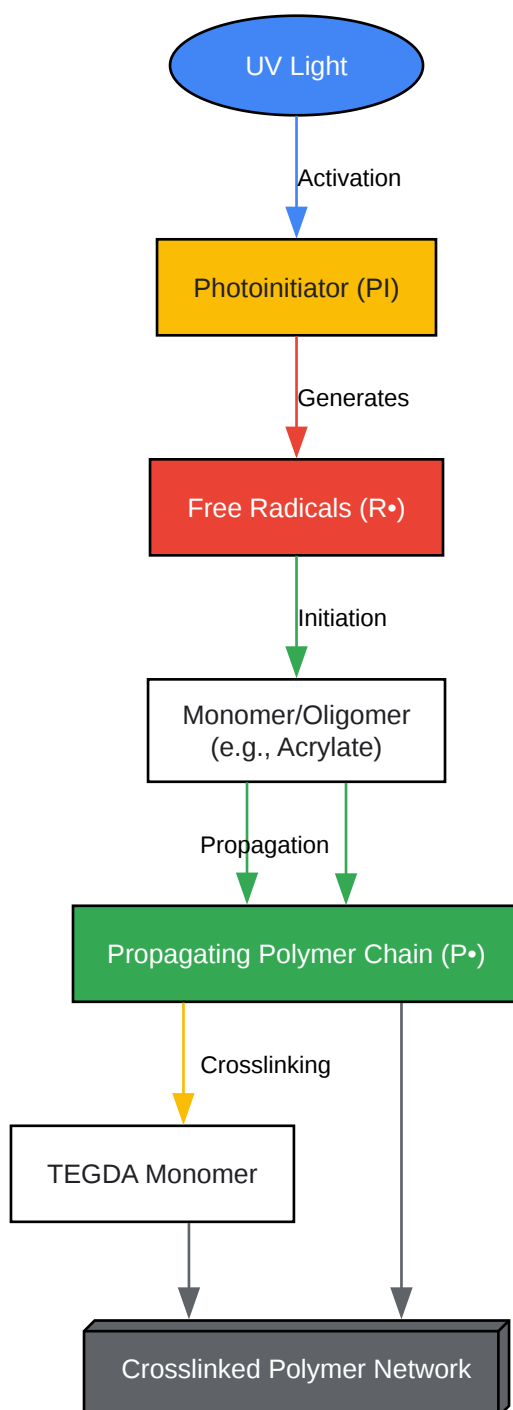 UV Light
Activation
Photoinitiator (PI)
Generates
Free Radicals (R•)
Initiation
Monomer/Oligomer
(e.g., Acrylate)
Propagation
Propagating Polymer Chain (P•)
Crosslinking
TEGDA Monomer
Crosslinked Polymer Network